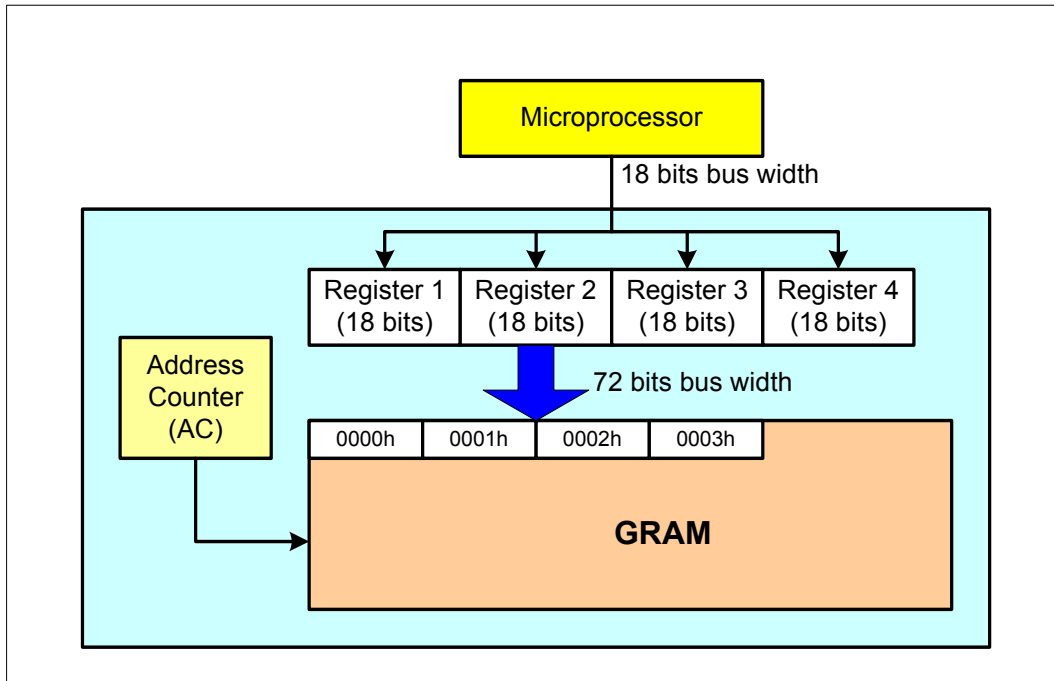 Microprocessor
18 bits bus width
Register 1
(18 bits)
Register 2
(18 bits)
Register 3
(18 bits)
Register 4
(18 bits)
Address
Counter
(AC)
72 bits bus width
0000h
0001h
0002h
0003h
GRAM